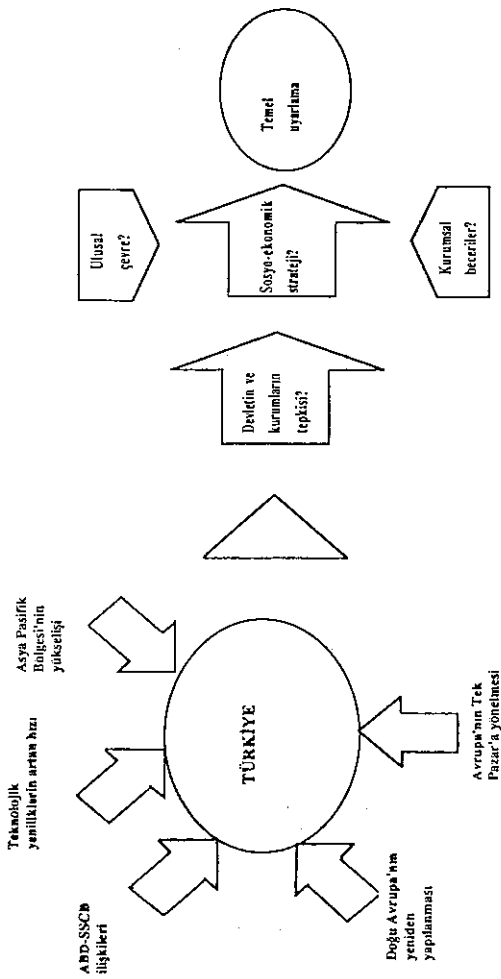 ABD-SSCB
ilişkileri
Teknolojik
yeniliklerin artan hızı
Asya Pasifik
Bölgesi'nin
yükselişi
TÜRKİYE
Doğu Avrupa'nın
yeniden
yapılanması
Avrupa'nın Tek
Pazar'a yönelmesi
Devletin ve
kurumların
tepkisi?
Ulusal
çevre?
Sosyo-ekonomik
strateji?
Kurumsal
beceriler?
Temel
uyarlama